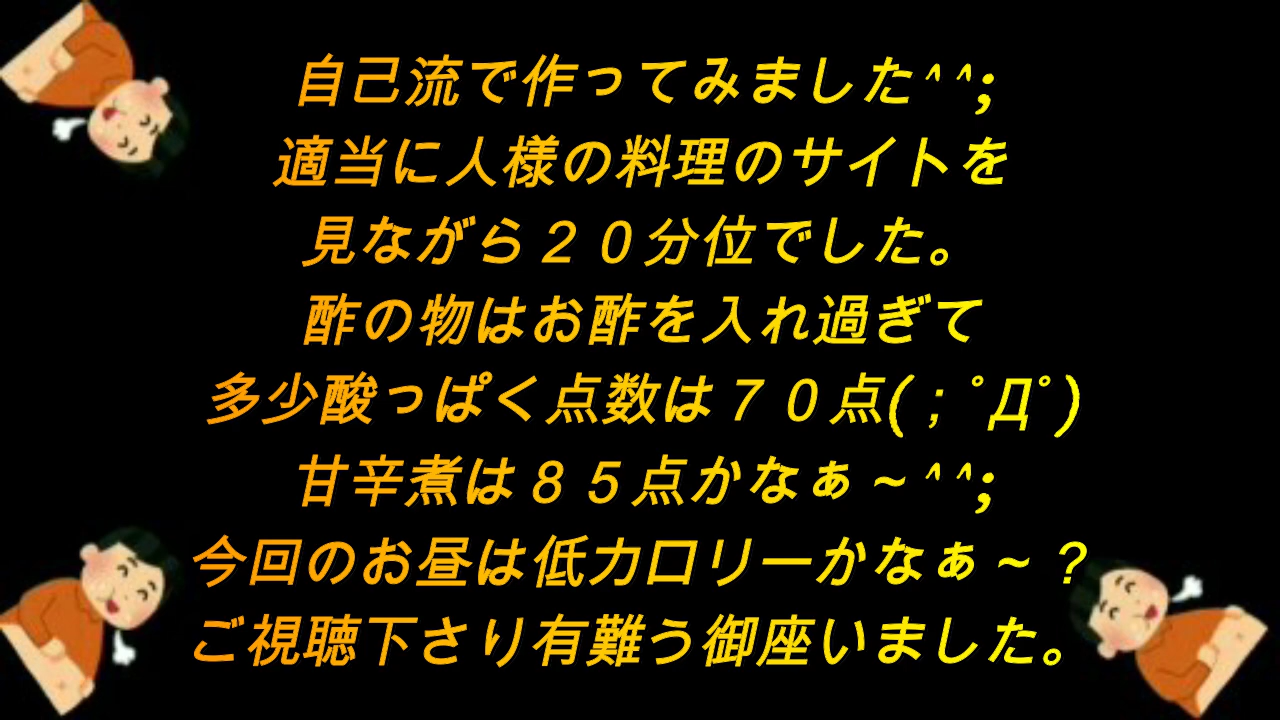 自己流で作ってみました^^;
適当に人様の料理のサイトを
見ながら２０分位でした。
酢の物はお酢を入れ過ぎて
多少酸っぱく点数は７０点(；ﾟДﾟ)
甘辛煮は８５点かなぁ～^^;
今回のお昼は低カロリーかなぁ～？
ご視聴下さり有難う御座いました。